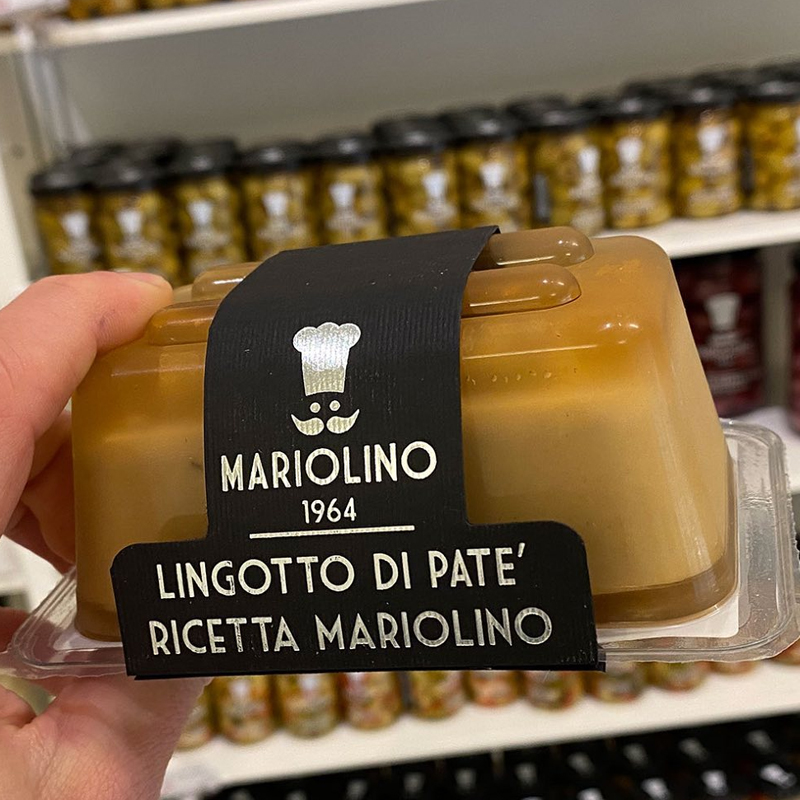 MARIOLINO
1964
LINGOTTO DI PATE'
RICETTA MARIOLINO